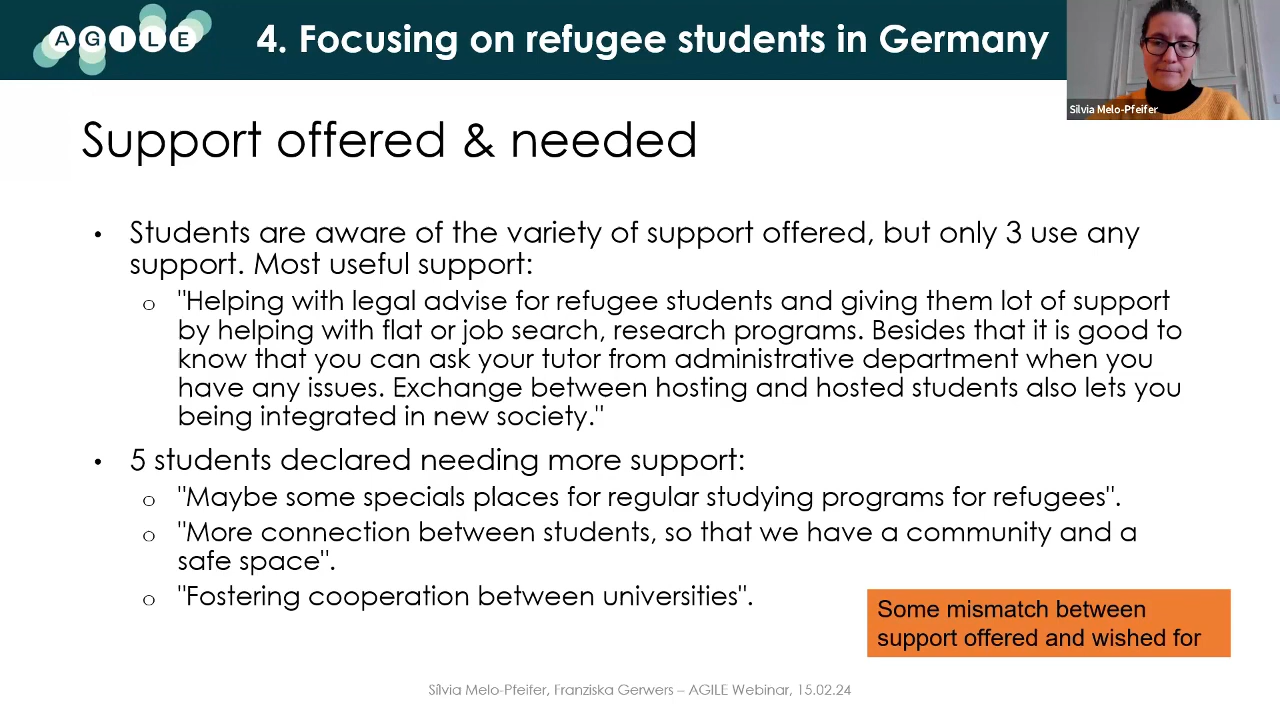 AGILE
4. Focusing on refugee students in Germany
Sílvia Melo-Pfeifer
Support offered & needed
• Students are aware of the variety of support offered, but only 3 use any
support. Most useful support:
o "Helping with legal advise for refugee students and giving them lot of support
by helping with flat or job search, research programs. Besides that it is good to
know that you can ask your tutor from administrative department when you
have any issues. Exchange between hosting and hosted students also lets you
being integrated in new society."
• 5 students declared needing more support:
o "Maybe some specials places for regular studying programs for refugees".
o "More connection between students, so that we have a community and a
safe space".
o "Fostering cooperation between universities".
Some mismatch between
support offered and wished for
Sílvia Melo-Pfeifer, Franziska Gerwers – AGILE Webinar, 15.02.24